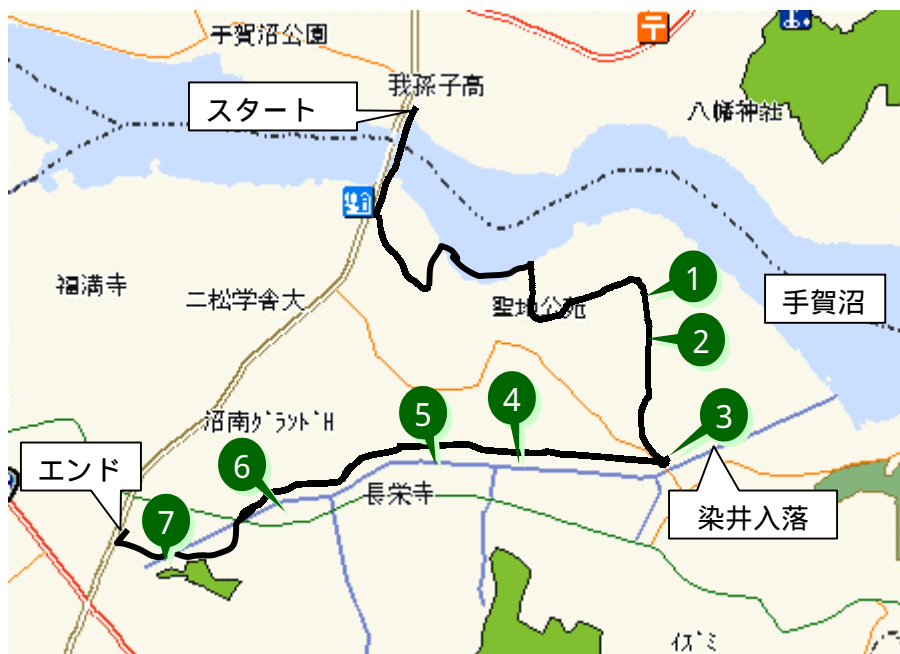 手賀沼公園
我孫子高
スタート
八幡神社
福満寺
二松学舎大
聖地公苑
1
手賀沼
2
3
4
5
沼南グランドH
6
エンド
長栄寺
染井入落
7
イズミ